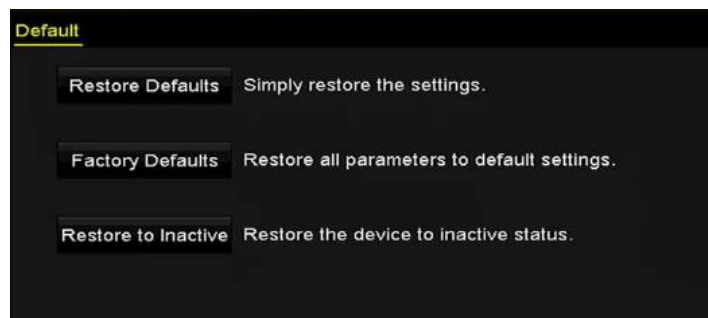 Default
Restore Defaults Simply restore the settings.
Factory Defaults Restore all parameters to default settings.
Restore to Inactive Restore the device to inactive status.